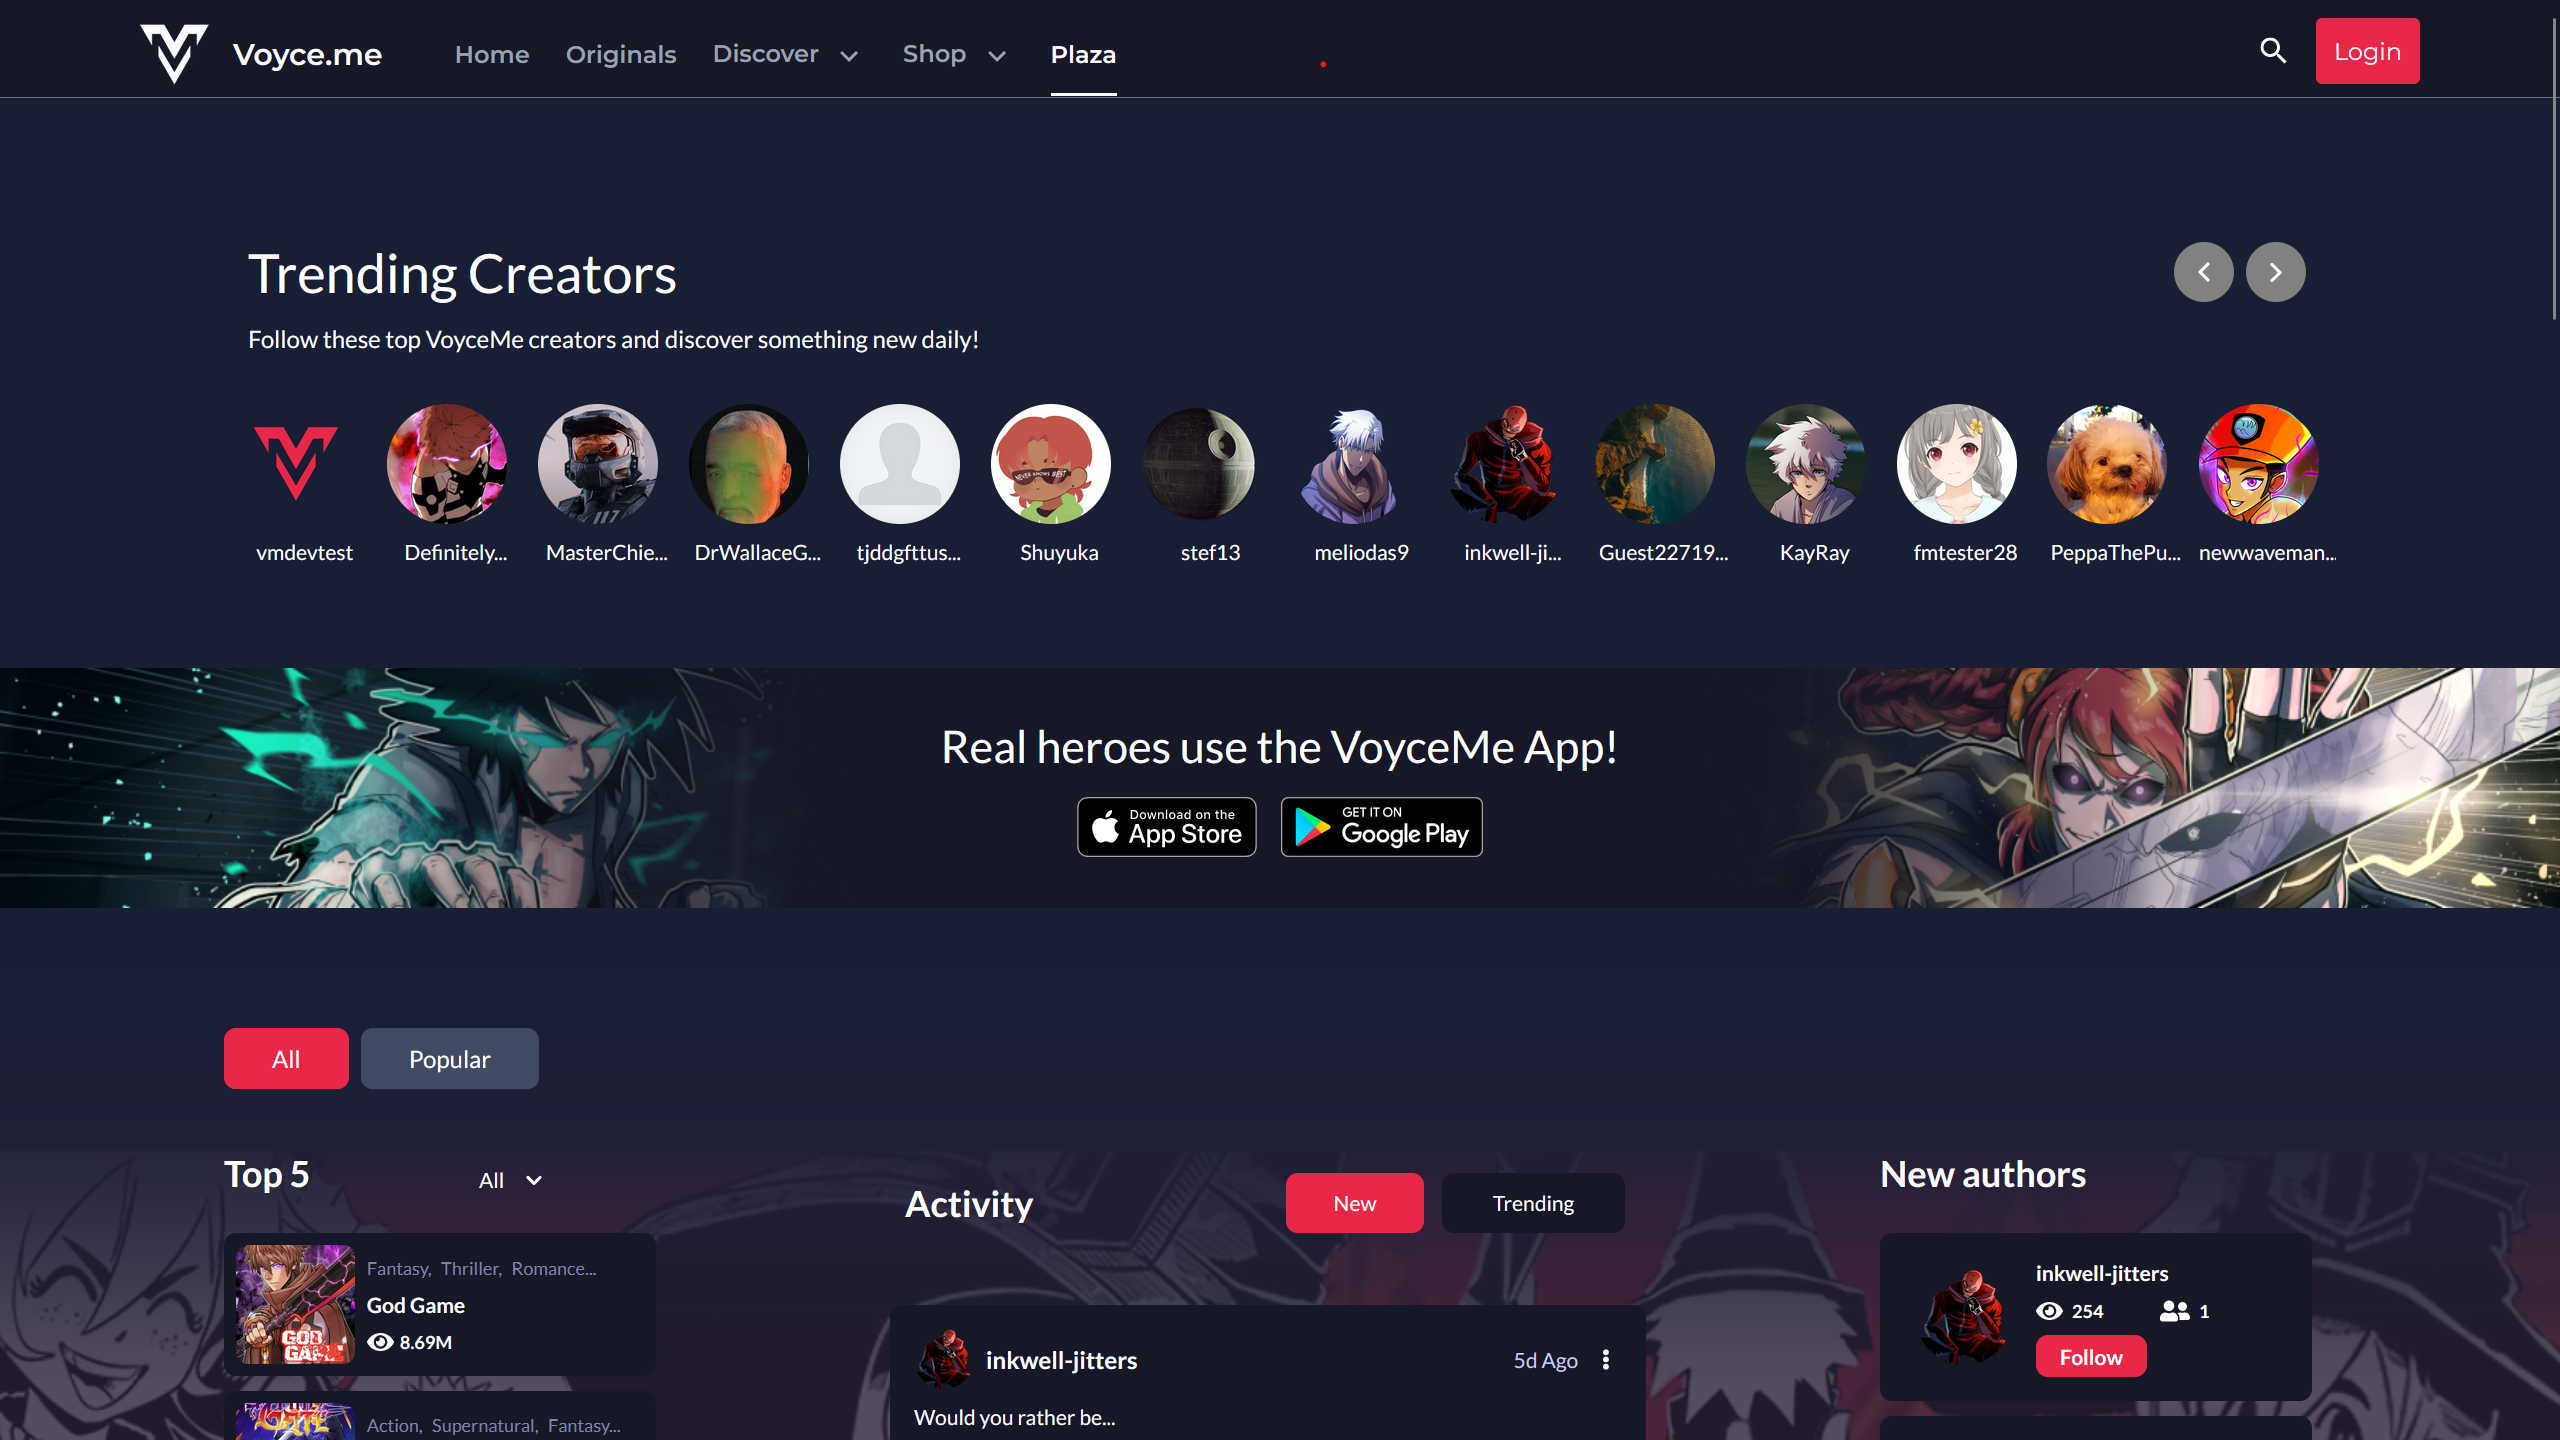 Voyce.me Home Originals Discover Shop Plaza Login
Trending Creators
Follow these top VoyceMe creators and discover something new daily!
vmdevtest Definitely... MasterChie... DrWallaceG... tjddgfttus... Shuyuka stef13 meliodas9 inkwell-ji... Guest22719... KayRay fmtester28 PeppaThePu... newwaveman...
Real heroes use the VoyceMe App!
Download on the
App Store
GET IT ON
Google Play
All Popular
Top 5 All
Fantasy, Thriller, Romance...
God Game
8.69M
GOD
GAME
Action, Supernatural, Fantasy...
Activity New Trending
inkwell-jitters 5d Ago
Would you rather be...
New authors
inkwell-jitters
254 1
Follow